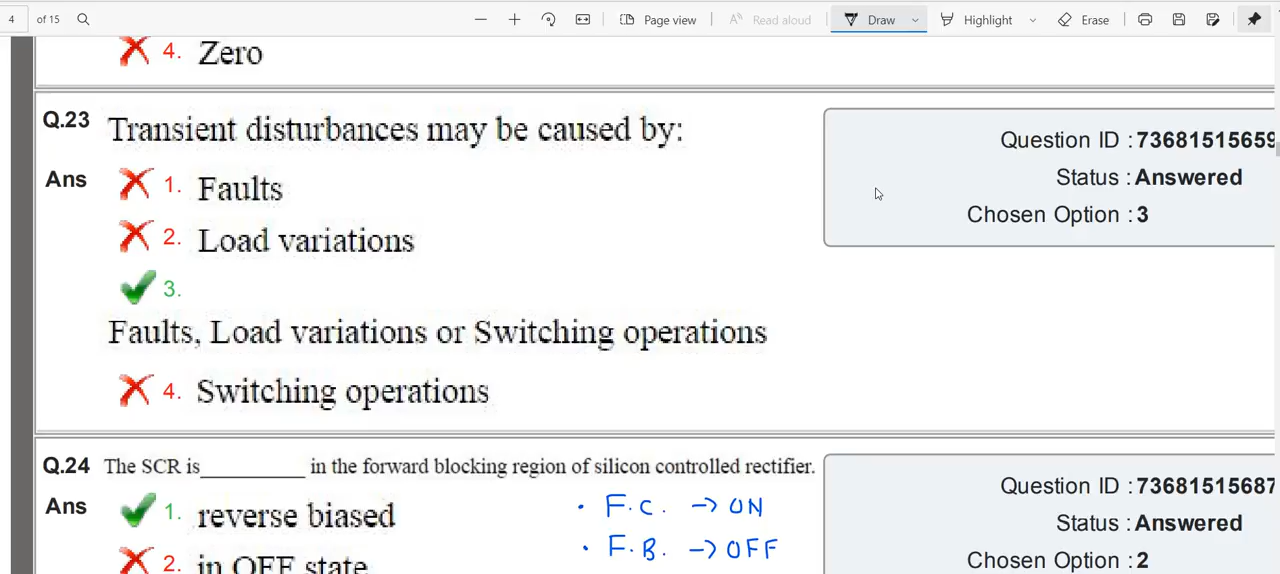 4 of 15 Page view Read aloud Draw Highlight Erase
4. Zero
Q.23 Transient disturbances may be caused by:
Question ID : 73681515659
Ans 1. Faults
Status : Answered
Chosen Option : 3
2. Load variations
3.
Faults, Load variations or Switching operations
4. Switching operations
Q.24 The SCR is__________ in the forward blocking region of silicon controlled rectifier.
Question ID : 73681515687
Ans 1. reverse biased
• F.C. → ON
Status : Answered
• F.B. → OFF
Chosen Option : 2
2. in OFF state